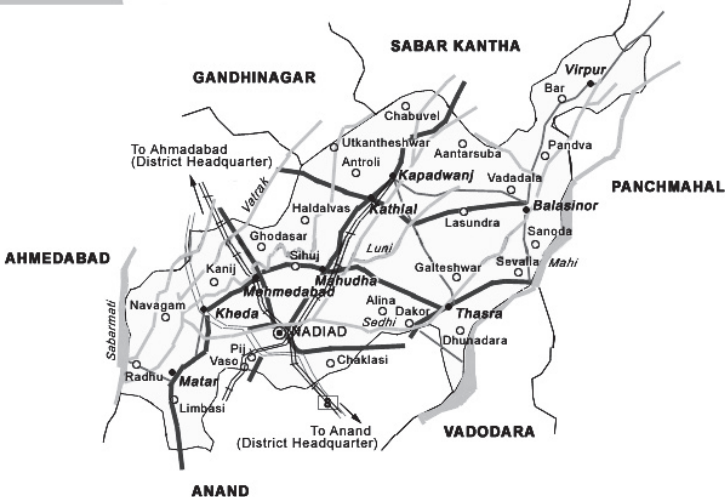 SABAR KANTHA
GANDHINAGAR
Virpur
Bar
Chabuvel
Utkantheshwar
Aantarsuba
Pandva
To Ahmadabad
(District Headquarter)
Antroli
Kapadwanj
Vadadala
PANCHMAHAL
Vatrak
Haldalvas
Kathlal
Balasinor
Lasundra
Ghodasar
Luni
Sanoda
AHMEDABAD
Sihuj
Galteshwar
Sevalia
Mahi
Kanij
Mahudha
Mehmedabad
Navagam
Kheda
Alina
Dakor
Thasra
Sabarmati
NADIAD
Sedhi
Dhunadara
Pij
Vaso
Chaklasi
Radhu
Matar
Limbasi
8
To Anand
(District Headquarter)
VADODARA
ANAND